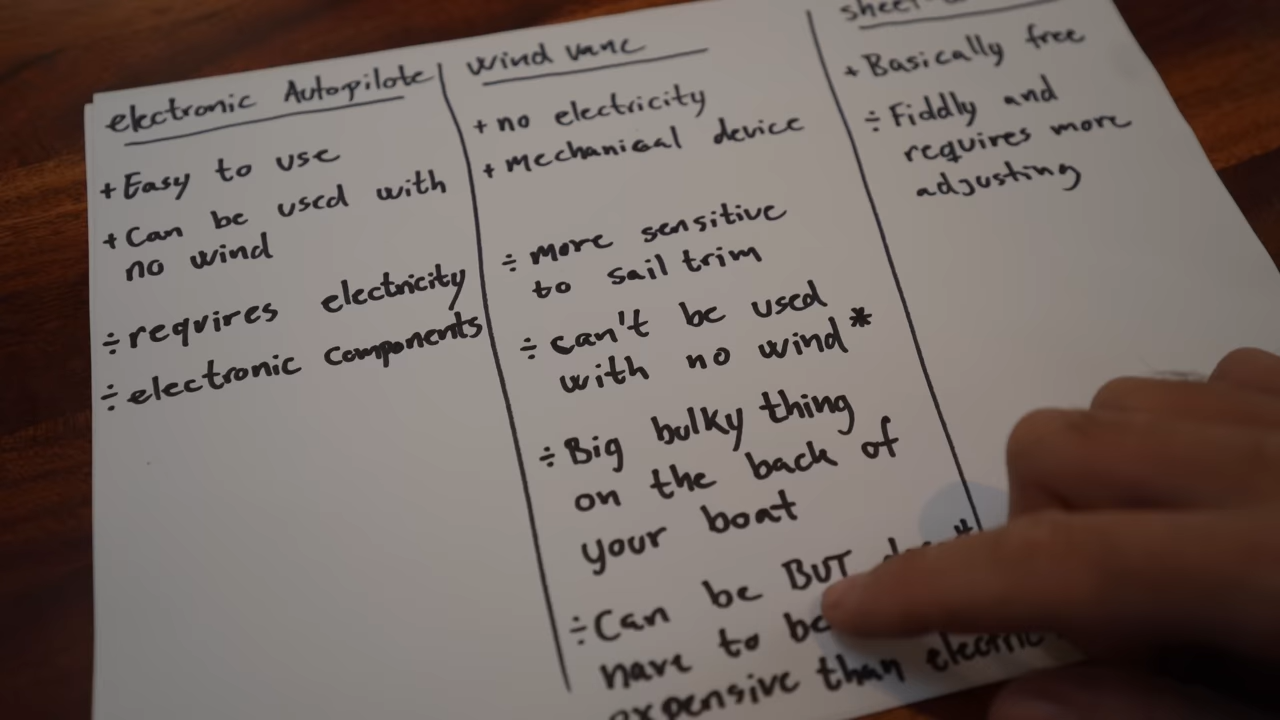 electronic Autopilote
+ Easy to use
+ Can be used with
no wind
÷ requires electricity
÷ electronic components
wind vane
+ no electricity
+ Mechanical device
÷ more sensitive
to sail trim
÷ can't be used
with no wind*
÷ Big bulky thing
on the back of
your boat
÷ Can be BUT
have to be
expensive than electric
+ Basically free
÷ Fiddly and
requires more
adjusting